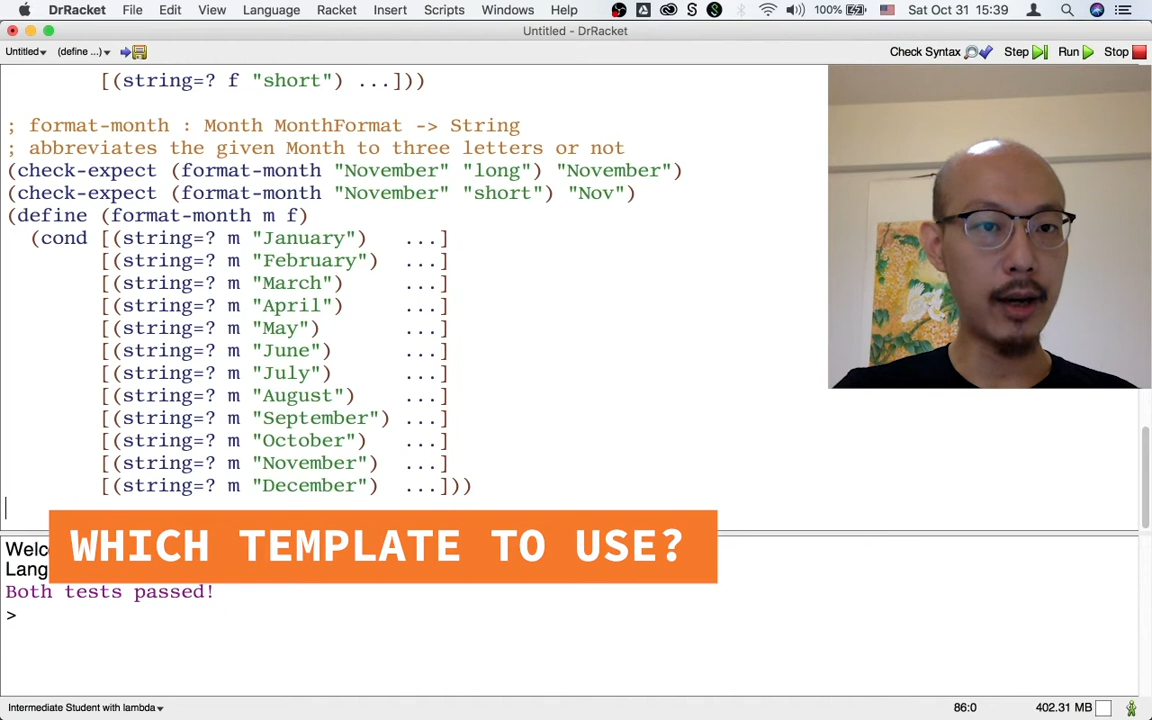 DrRacket File Edit View Language Racket Insert Scripts Windows Help 100% Sat Oct 31 15:39
Untitled - DrRacket
Untitled (define ...) Check Syntax Step Run Stop
[(string=? f "short") ...]))
; format-month : Month MonthFormat -> String
; abbreviates the given Month to three letters or not
(check-expect (format-month "November" "long") "November")
(check-expect (format-month "November" "short") "Nov")
(define (format-month m f)
(cond [(string=? m "January") ...]
[(string=? m "February") ...]
[(string=? m "March") ...]
[(string=? m "April") ...]
[(string=? m "May") ...]
[(string=? m "June") ...]
[(string=? m "July") ...]
[(string=? m "August") ...]
[(string=? m "September") ...]
[(string=? m "October") ...]
[(string=? m "November") ...]
[(string=? m "December") ...]))
WHICH TEMPLATE TO USE?
Both tests passed!
>
Intermediate Student with lambda 86:0 402.31 MB